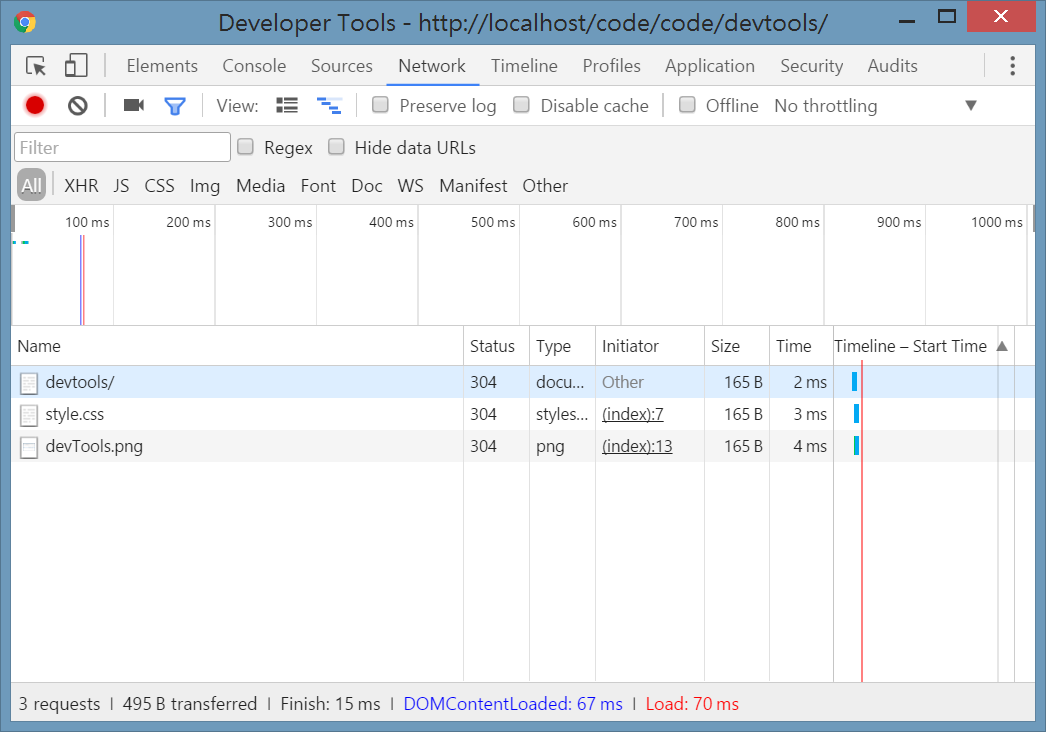 Developer Tools - http://localhost/code/code/devtools/
Elements Console Sources Network Timeline Profiles Application Security Audits
View: Preserve log Disable cache Offline No throttling
Filter Regex Hide data URLs
All XHR JS CSS Img Media Font Doc WS Manifest Other
100 ms 200 ms 300 ms 400 ms 500 ms 600 ms 700 ms 800 ms 900 ms 1000 ms
Name Status Type Initiator Size Time Timeline – Start Time
devtools/ 304 docu... Other 165 B 2 ms
style.css 304 styles... (index):7 165 B 3 ms
devTools.png 304 png (index):13 165 B 4 ms
3 requests | 495 B transferred | Finish: 15 ms | DOMContentLoaded: 67 ms | Load: 70 ms